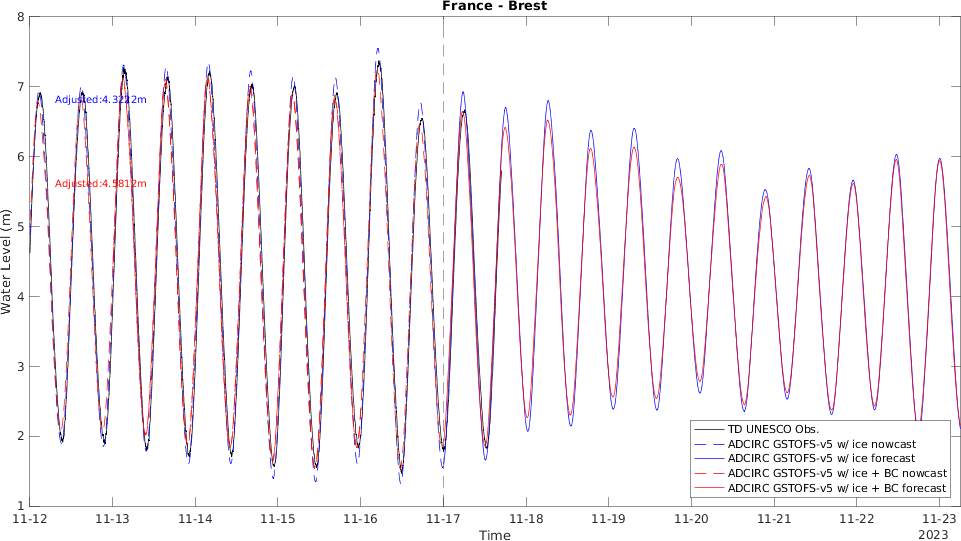 France - Brest
8
7
6
5
4
3
2
1
Water Level (m)
Adjusted:4.3222m
Adjusted:4.5812m
TD UNESCO Obs.
ADCIRC GSTOFS-v5 w/ ice nowcast
ADCIRC GSTOFS-v5 w/ ice forecast
ADCIRC GSTOFS-v5 w/ ice + BC nowcast
ADCIRC GSTOFS-v5 w/ ice + BC forecast
11-12 11-13 11-14 11-15 11-16 11-17 11-18 11-19 11-20 11-21 11-22 11-23
Time
2023